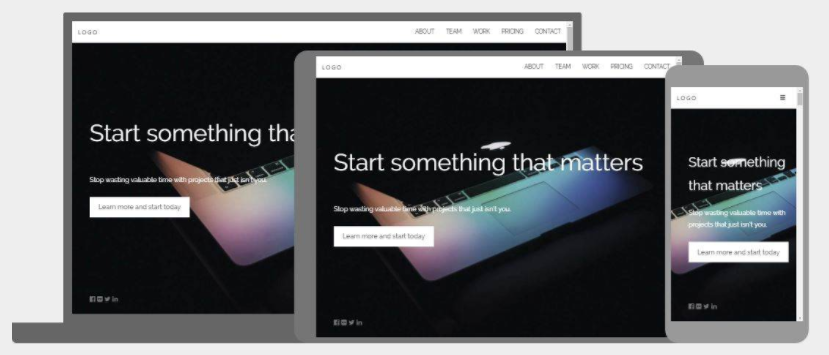 LOGO
ABOUT TEAM WORK PRICING CONTACT
Start something tha
Stop wasting valuable time with projects that just isn't you.
Learn more and start today
LOGO
ABOUT TEAM WORK PRICING CONTACT
Start something that matters
Stop wasting valuable time with projects that just isn't you.
Learn more and start today
LOGO
Start something
that matters
Stop wasting valuable time with
projects that just isn't you.
Learn more and start today